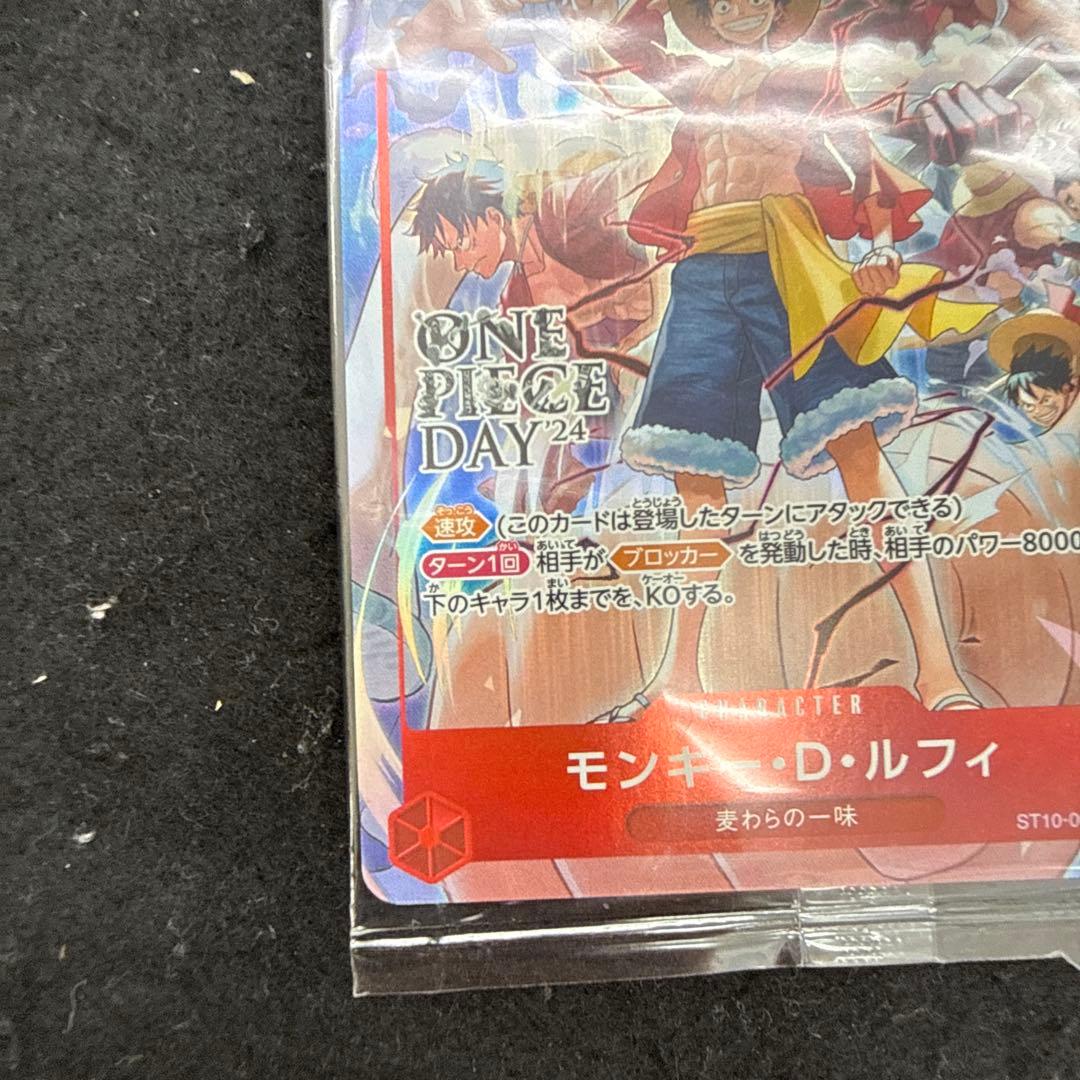 ONE
PIECE
DAY '24
速攻 (このカードは登場したターンにアタックできる)
ターン1回 相手が ブロッカー を発動した時、相手のパワー8000
下のキャラ1枚までを、KOする。
CHARACTER
モンキー・D・ルフィ
麦わらの一味
ST10-0